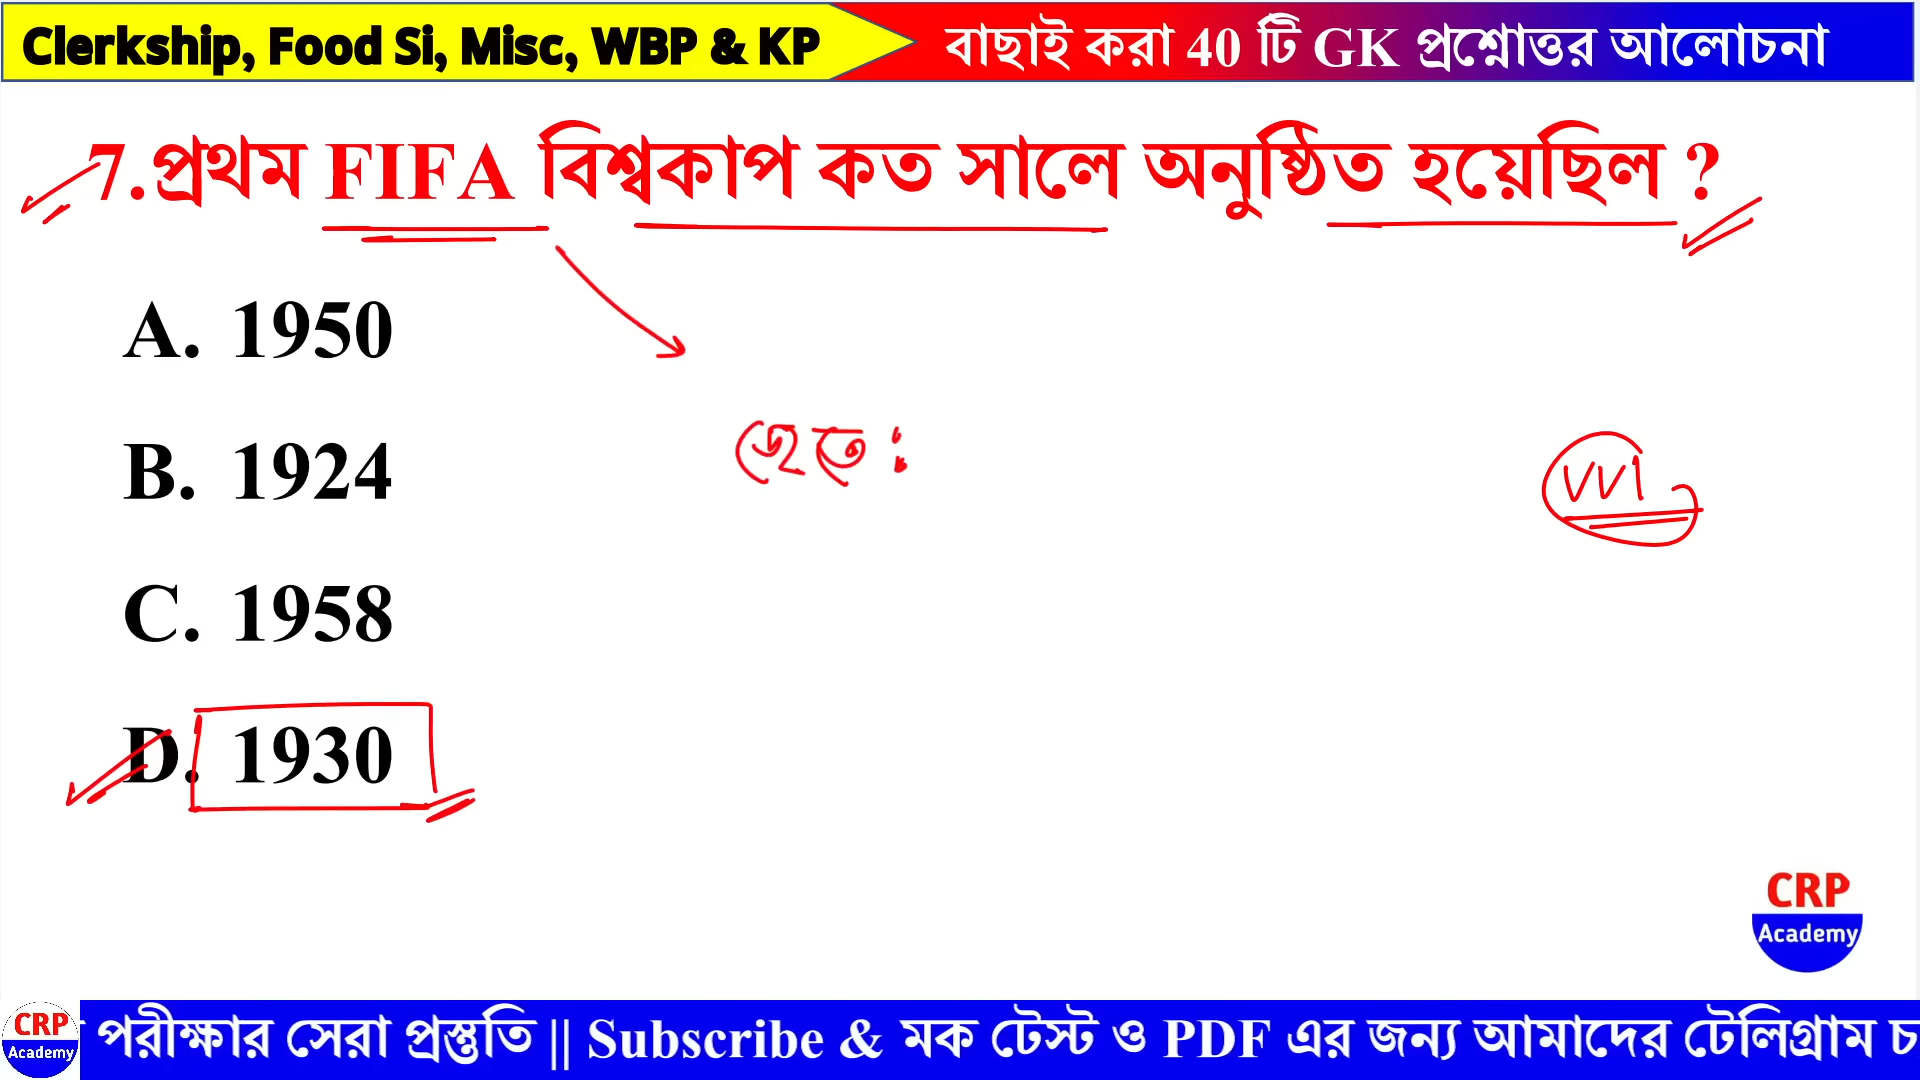 Clerkship, Food Si, Misc, WBP & KP
বাছাই করা 40 টি GK প্রশ্নোত্তর আলোচনা
7.প্রথম FIFA বিশ্বকাপ কত সালে অনুষ্ঠিত হয়েছিল ?
A. 1950
B. 1924
জেতে :
VVI
C. 1958
D. 1930
CRP
Academy
CRP
Academy
পরীক্ষার সেরা প্রস্তুতি || Subscribe & মক টেস্ট ও PDF এর জন্য আমাদের টেলিগ্রাম চ